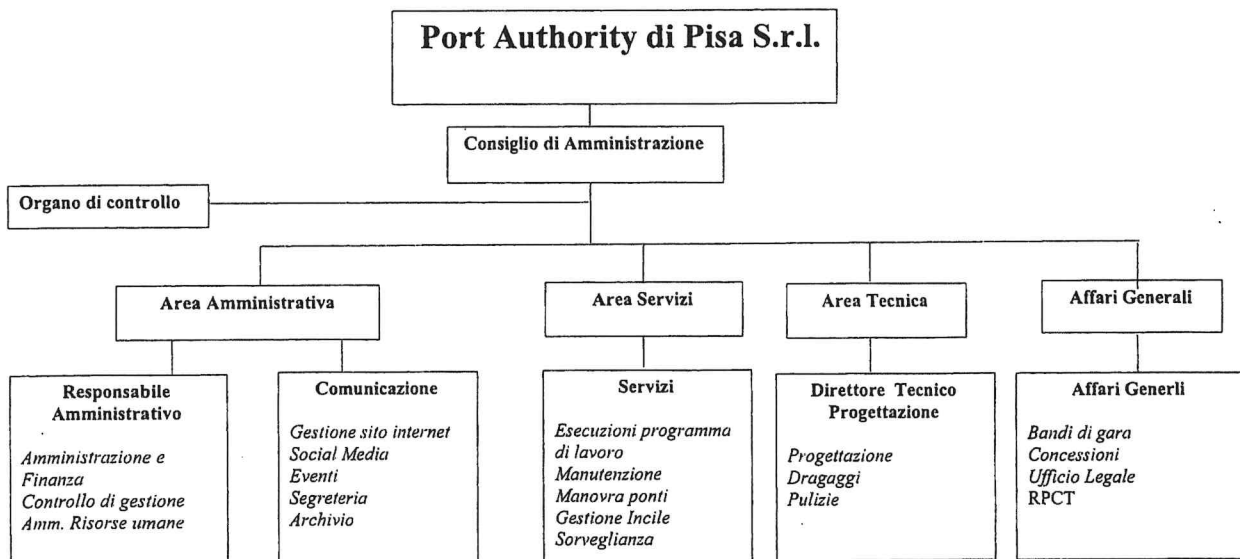 Port Authority di Pisa S.r.l.
Consiglio di Amministrazione
Organo di controllo
Area Amministrativa
Area Servizi
Area Tecnica
Affari Generali
Responsabile
Amministrativo
Amministrazione e
Finanza
Controllo di gestione
Amm. Risorse umane
Comunicazione
Gestione sito internet
Social Media
Eventi
Segreteria
Archivio
Servizi
Esecuzioni programma
di lavoro
Manutenzione
Manovra ponti
Gestione Incile
Sorveglianza
Direttore Tecnico
Progettazione
Progettazione
Dragaggi
Pulizie
Affari Generli
Bandi di gara
Concessioni
Ufficio Legale
RPCT